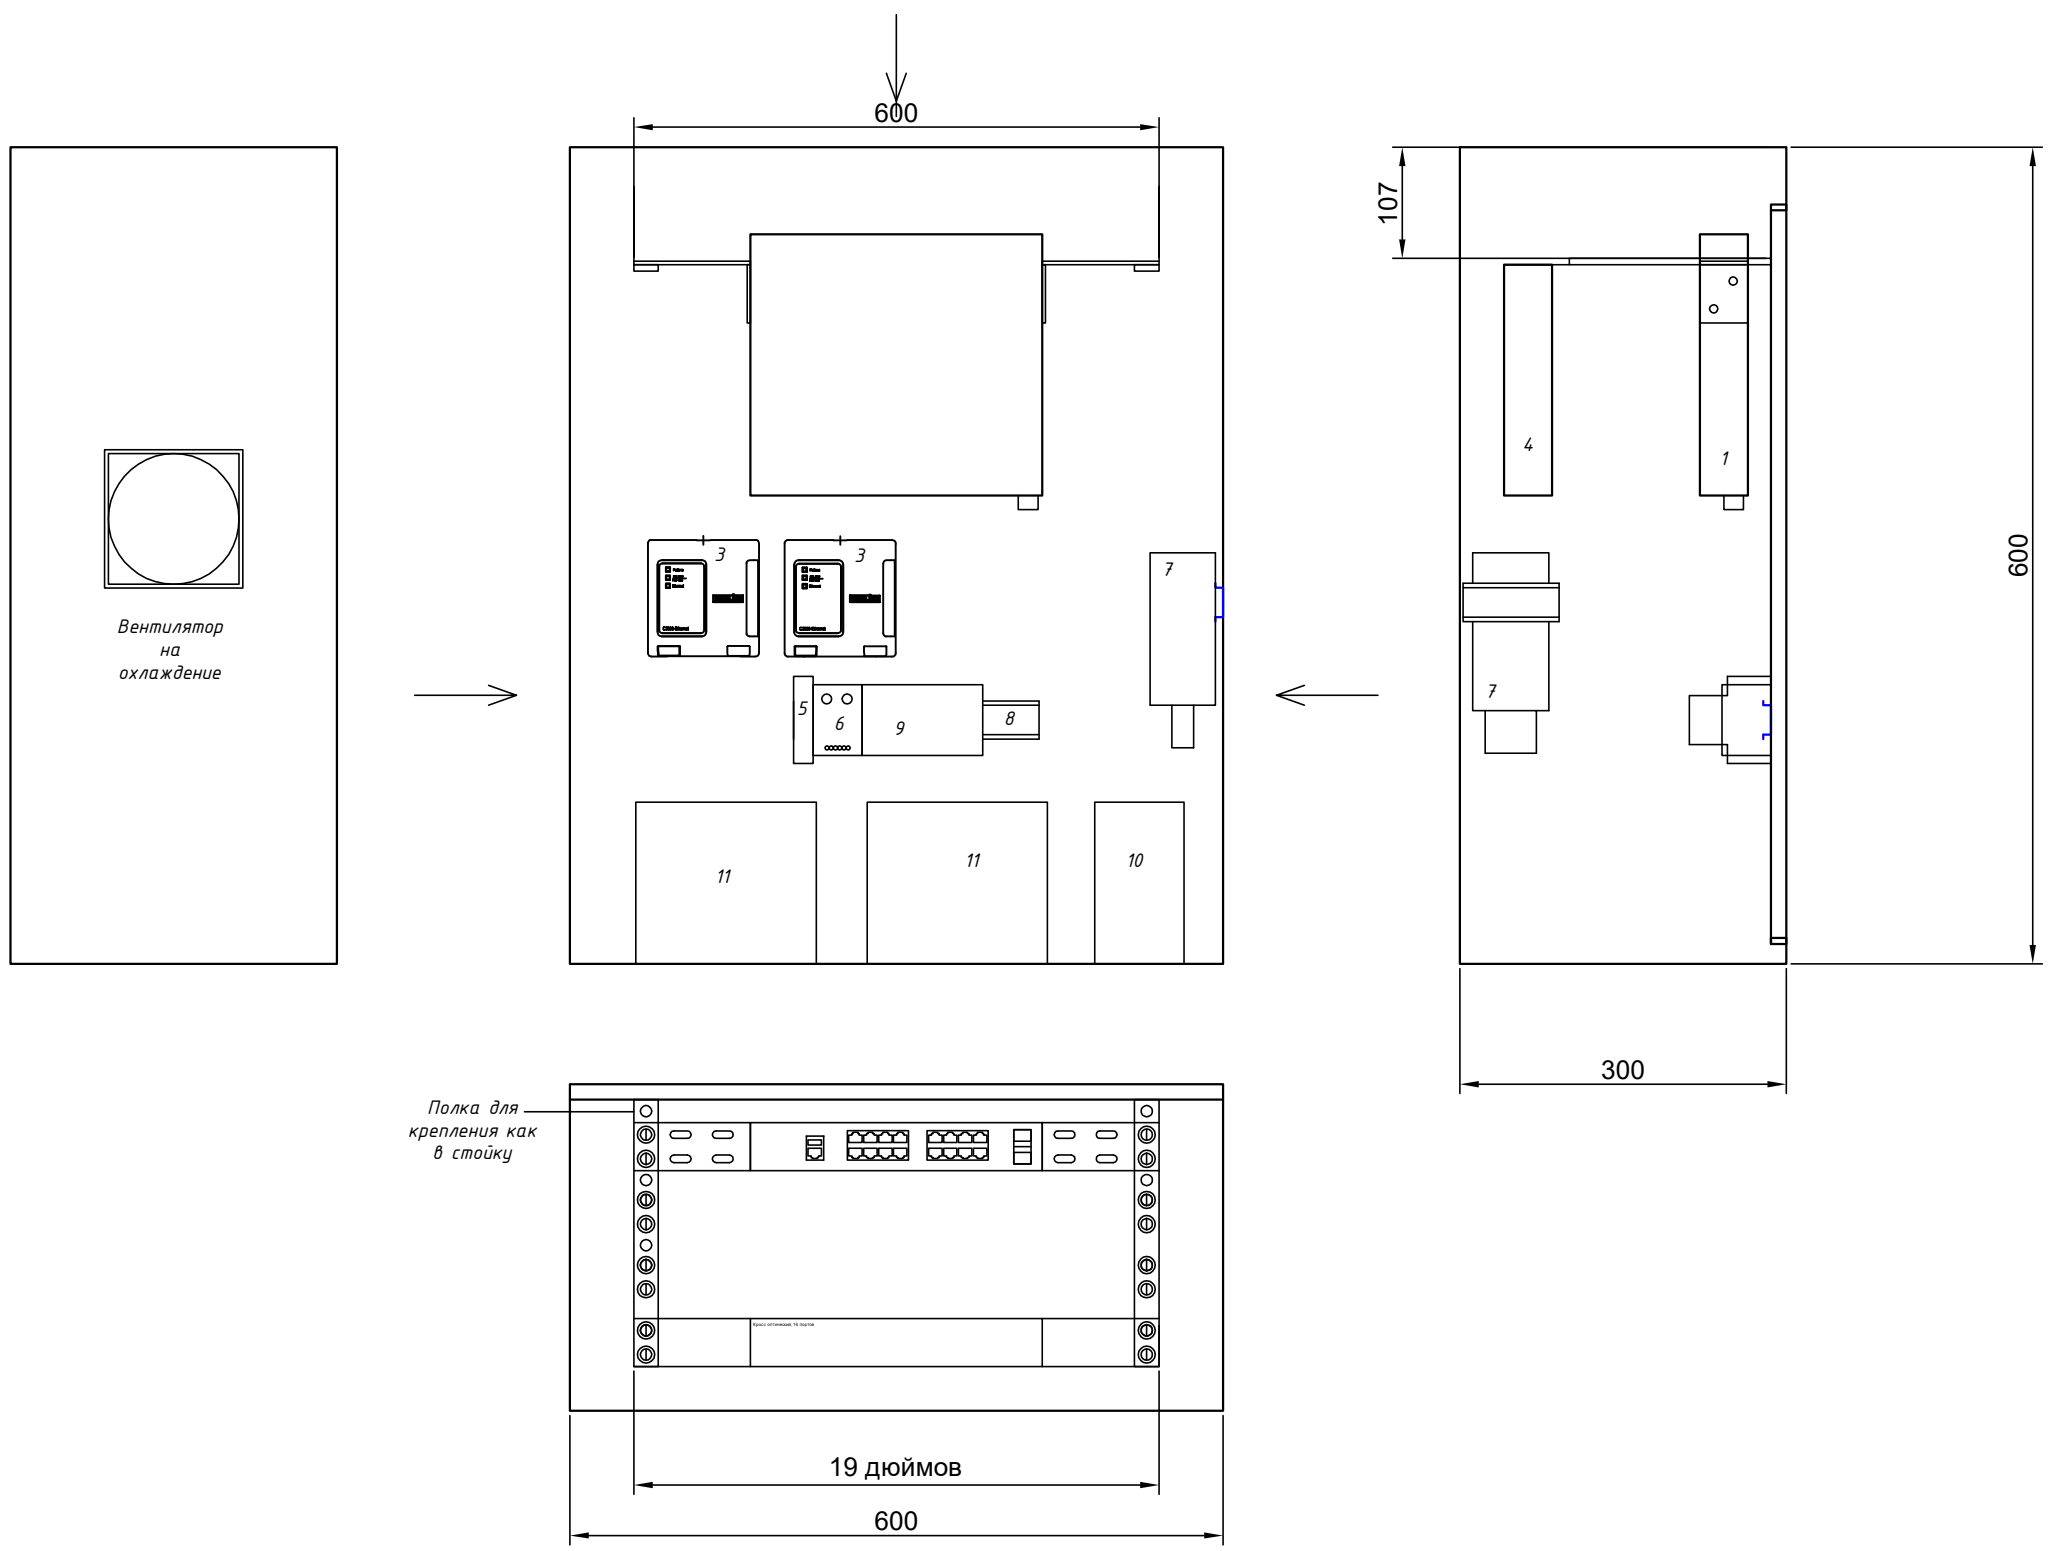 600
107
4
1
3
3
7
600
Вентилятор
на
охлаждение
5
6
9
8
7
11
11
10
300
Полка для
крепления как
в стойку
Кросс оптический, 16 портов
19 дюймов
600